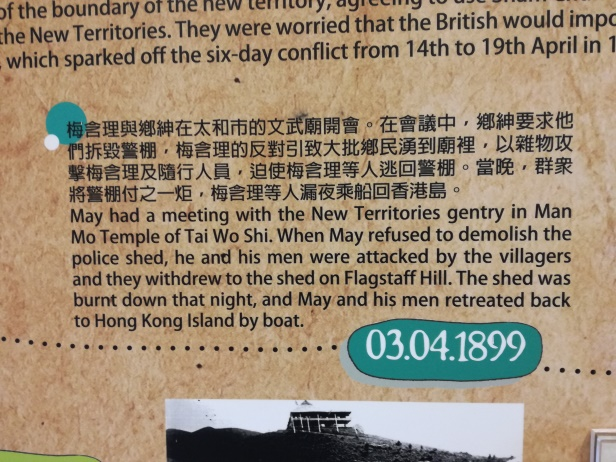 of the boundary of the new territory, agreeing to use Sham
the New Territories. They were worried that the British would
, which sparked off the six-day conflict from 14th to 19th April in
梅含理與鄉紳在太和市的文武廟開會。在會議中，鄉紳要求他
們拆毀警棚，梅含理的反對引致大批鄉民湧到廟裡，以雜物攻
擊梅含理及隨行人員，迫使梅含理等人逃回警棚。當晚，群衆
將警棚付之一炬，梅含理等人漏夜乘船回香港島。
May had a meeting with the New Territories gentry in Man
Mo Temple of Tai Wo Shi. When May refused to demolish the
police shed, he and his men were attacked by the villagers
and they withdrew to the shed on Flagstaff Hill. The shed was
burnt down that night, and May and his men retreated back
to Hong Kong Island by boat.
03.04.1899